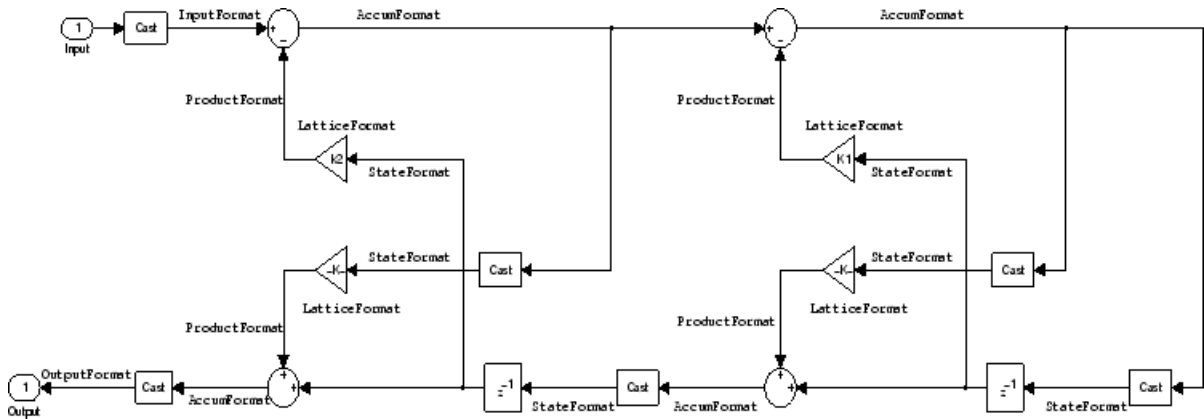 InputFormat
AccumFormat
AccumFormat
1
Cast
+
-
+
-
Input
ProductFormat
ProductFormat
LatticeFormat
LatticeFormat
k2
K1
StateFormat
StateFormat
StateFormat
StateFormat
-K-
Cast
-K-
Cast
LatticeFormat
LatticeFormat
ProductFormat
ProductFormat
OutputFormat
1
Cast
+
+
z-1
Cast
+
+
z-1
Cast
AccumFormat
StateFormat
AccumFormat
StateFormat
Output